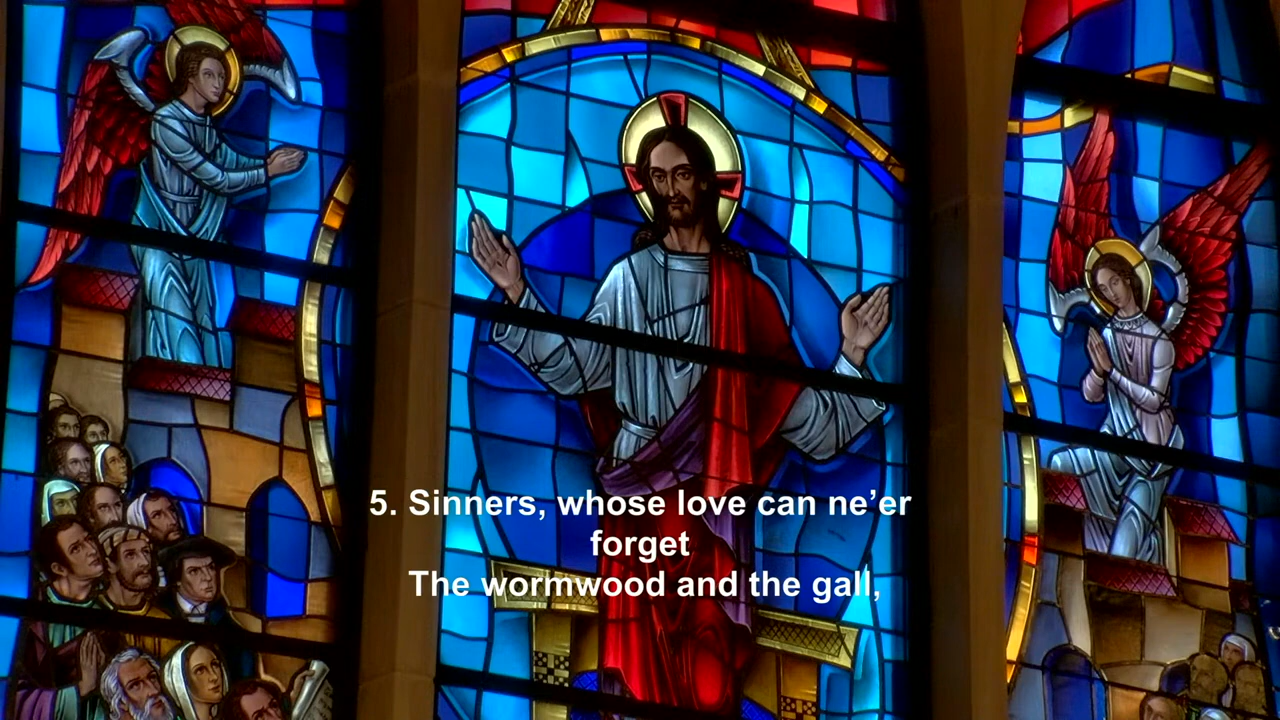 5. Sinners, whose love can ne’er
forget
The wormwood and the gall,